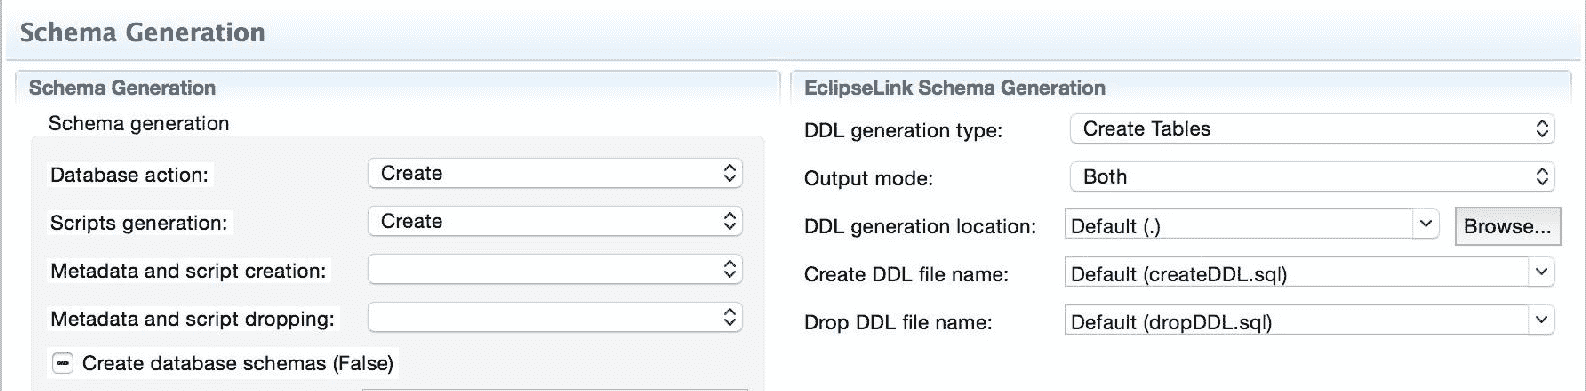 Schema Generation
Schema Generation
Schema generation
Database action: Create
Scripts generation: Create
Metadata and script creation:
Metadata and script dropping:
Create database schemas (False)
EclipseLink Schema Generation
DDL generation type: Create Tables
Output mode: Both
DDL generation location: Default (.) Browse...
Create DDL file name: Default (createDDL.sql)
Drop DDL file name: Default (dropDDL.sql)